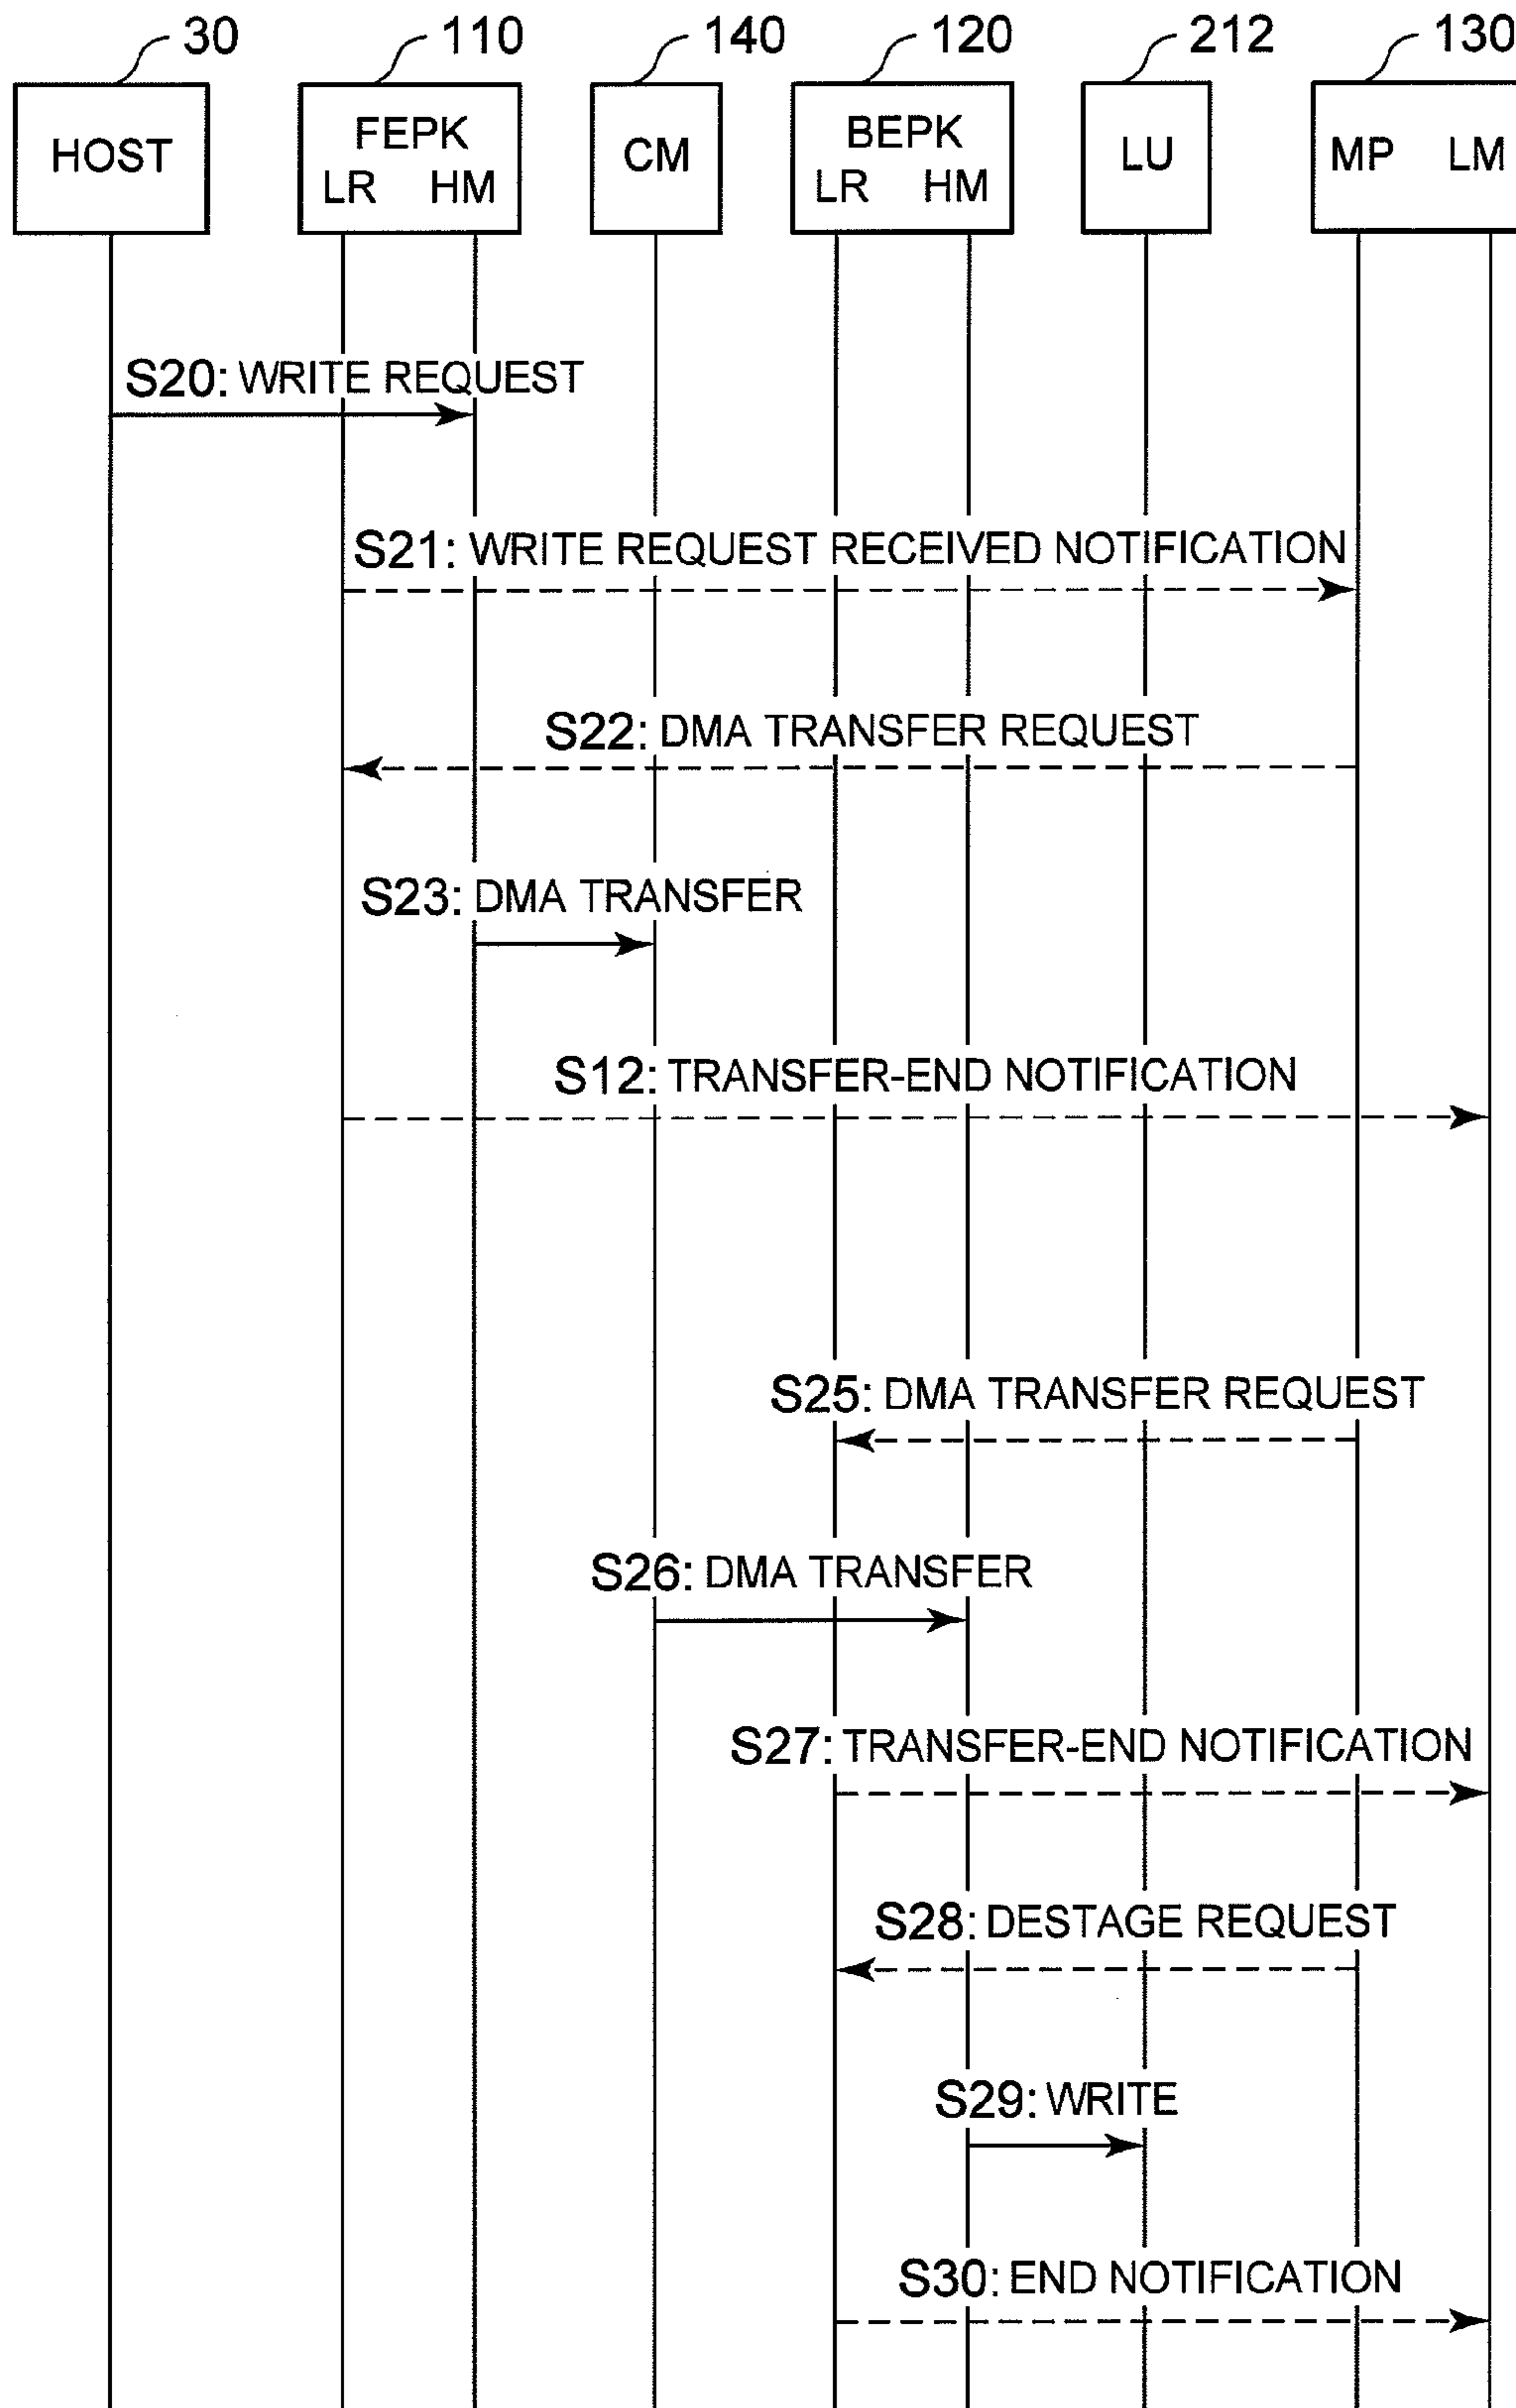 30 110 140 120 212 130
HOST FEPK CM BEPK LU MP LM
LR HM LR HM
S20: WRITE REQUEST
S21: WRITE REQUEST RECEIVED NOTIFICATION
S22: DMA TRANSFER REQUEST
S23: DMA TRANSFER
S12: TRANSFER-END NOTIFICATION
S25: DMA TRANSFER REQUEST
S26: DMA TRANSFER
S27: TRANSFER-END NOTIFICATION
S28: DESTAGE REQUEST
S29: WRITE
S30: END NOTIFICATION